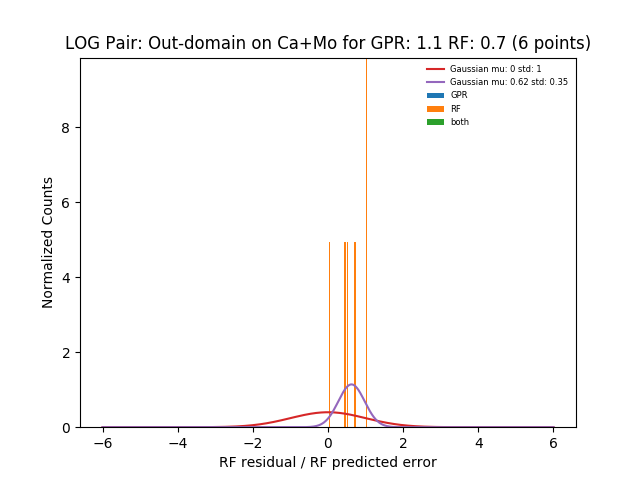 LOG Pair: Out-domain on Ca+Mo for GPR: 1.1 RF: 0.7 (6 points)
Gaussian mu: 0 std: 1
Gaussian mu: 0.62 std: 0.35
GPR
RF
both
Normalized Counts
8
6
4
2
0
−6 −4 −2 0 2 4 6
RF residual / RF predicted error